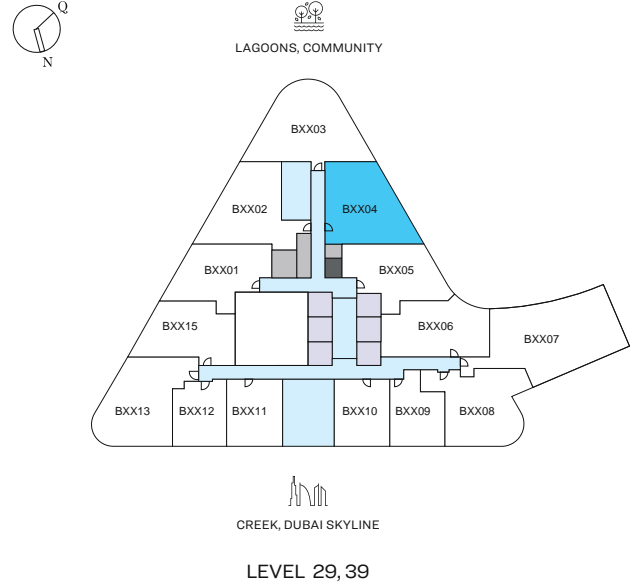 Q
N
LAGOONS, COMMUNITY
BXX03
BXX02
BXX04
BXX01
BXX05
BXX15
BXX06
BXX07
BXX13
BXX12
BXX11
BXX10
BXX09
BXX08
CREEK, DUBAI SKYLINE
LEVEL 29, 39